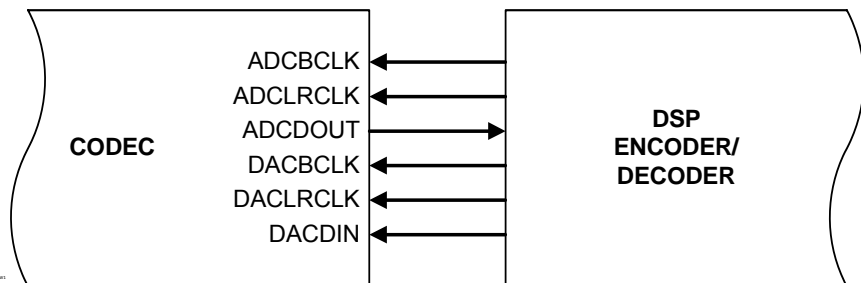 ADCBCLK
ADCLRCLK
ADCDOUT
CODEC
DACBCLK
DACLRCLK
DACDIN
DSP
ENCODER/
DECODER